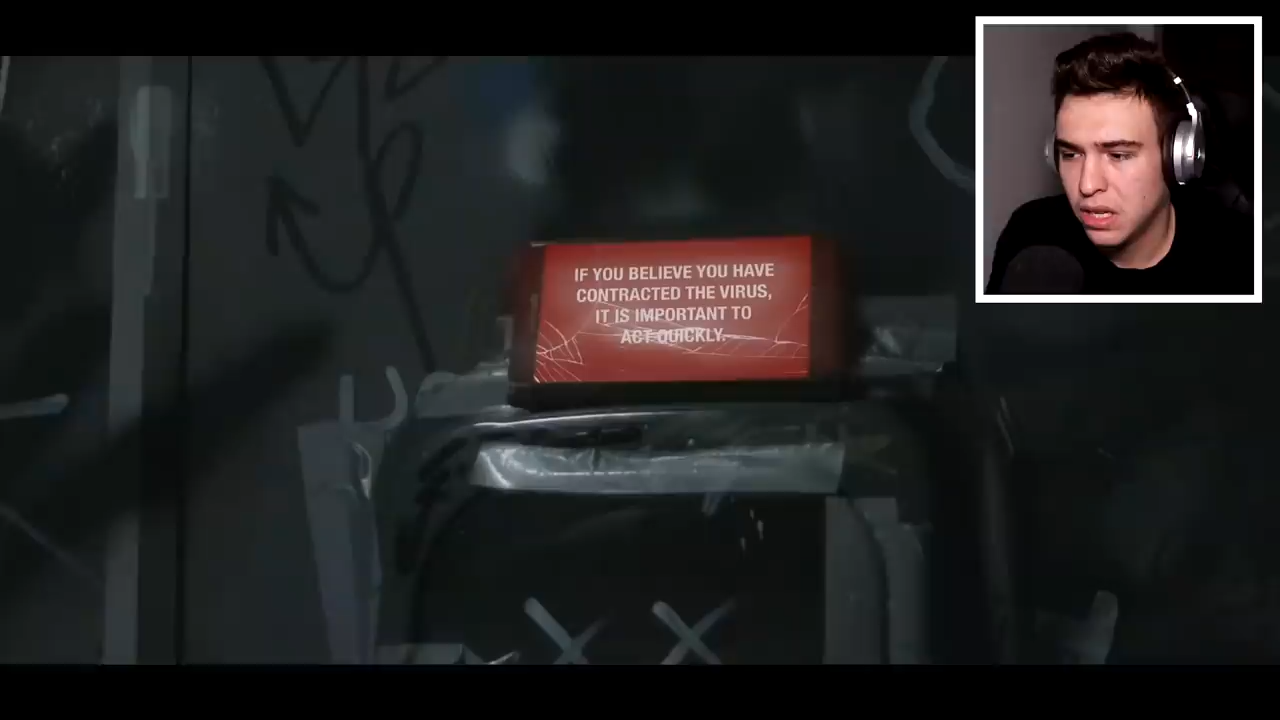 IF YOU BELIEVE YOU HAVE
CONTRACTED THE VIRUS,
IT IS IMPORTANT TO
ACT QUICKLY.